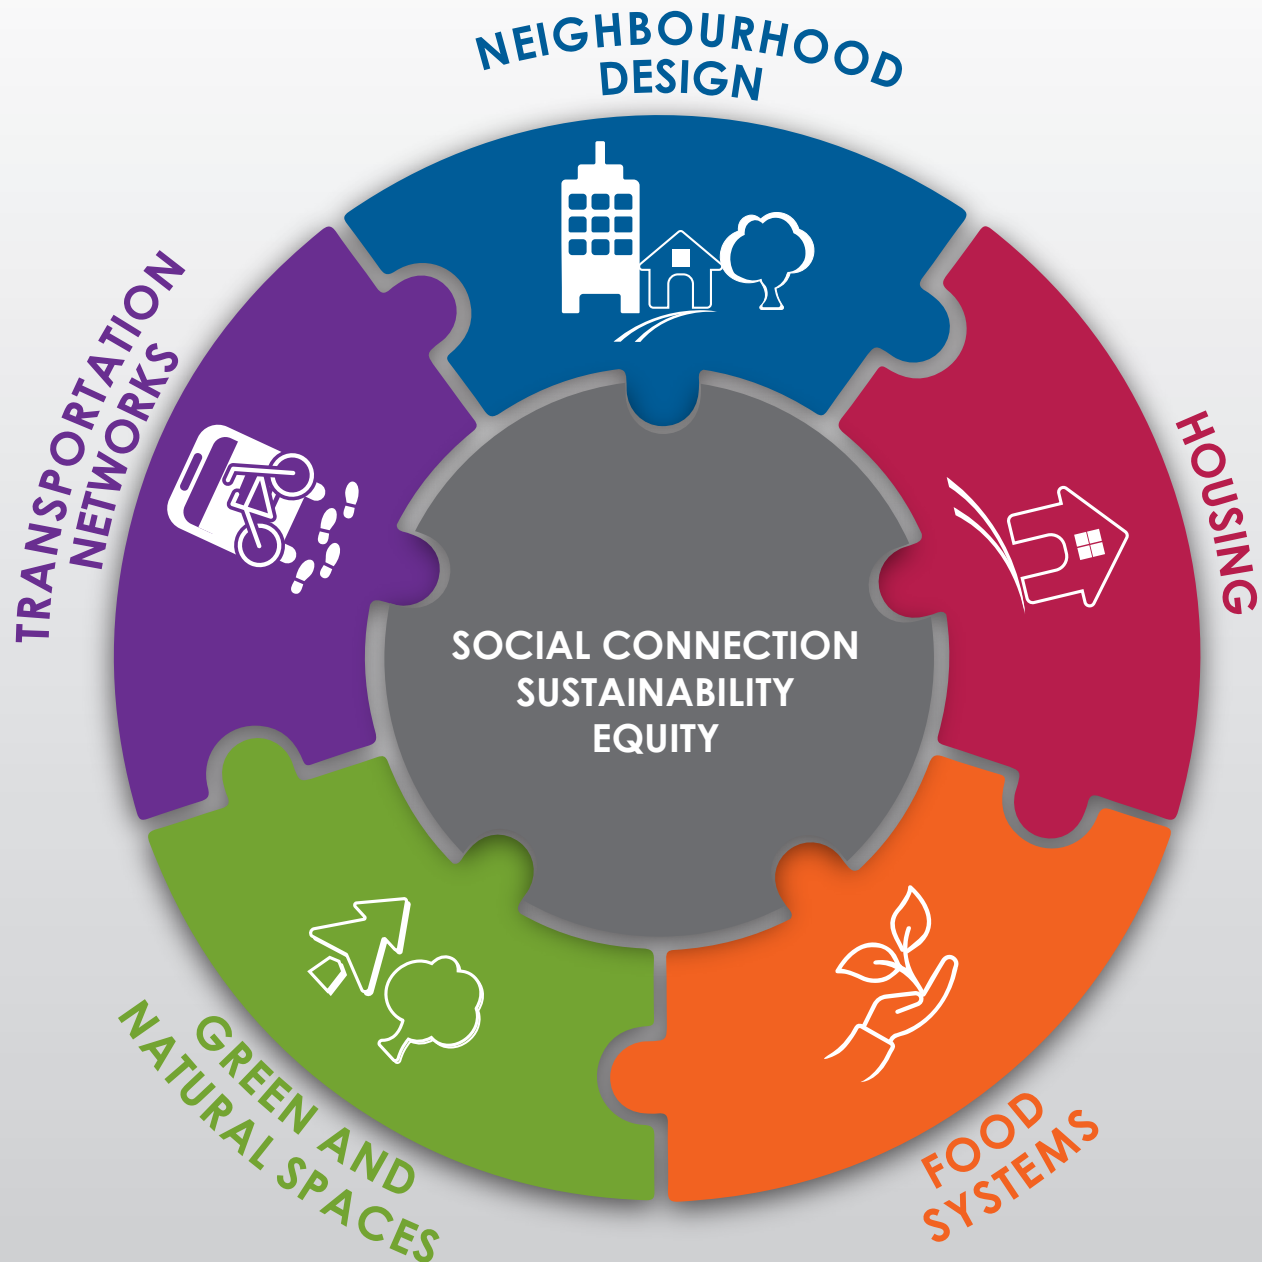 NEIGHBOURHOOD
DESIGN
TRANSPORTATION
NETWORKS
HOUSING
SOCIAL CONNECTION
SUSTAINABILITY
EQUITY
GREEN AND
NATURAL SPACES
FOOD
SYSTEMS